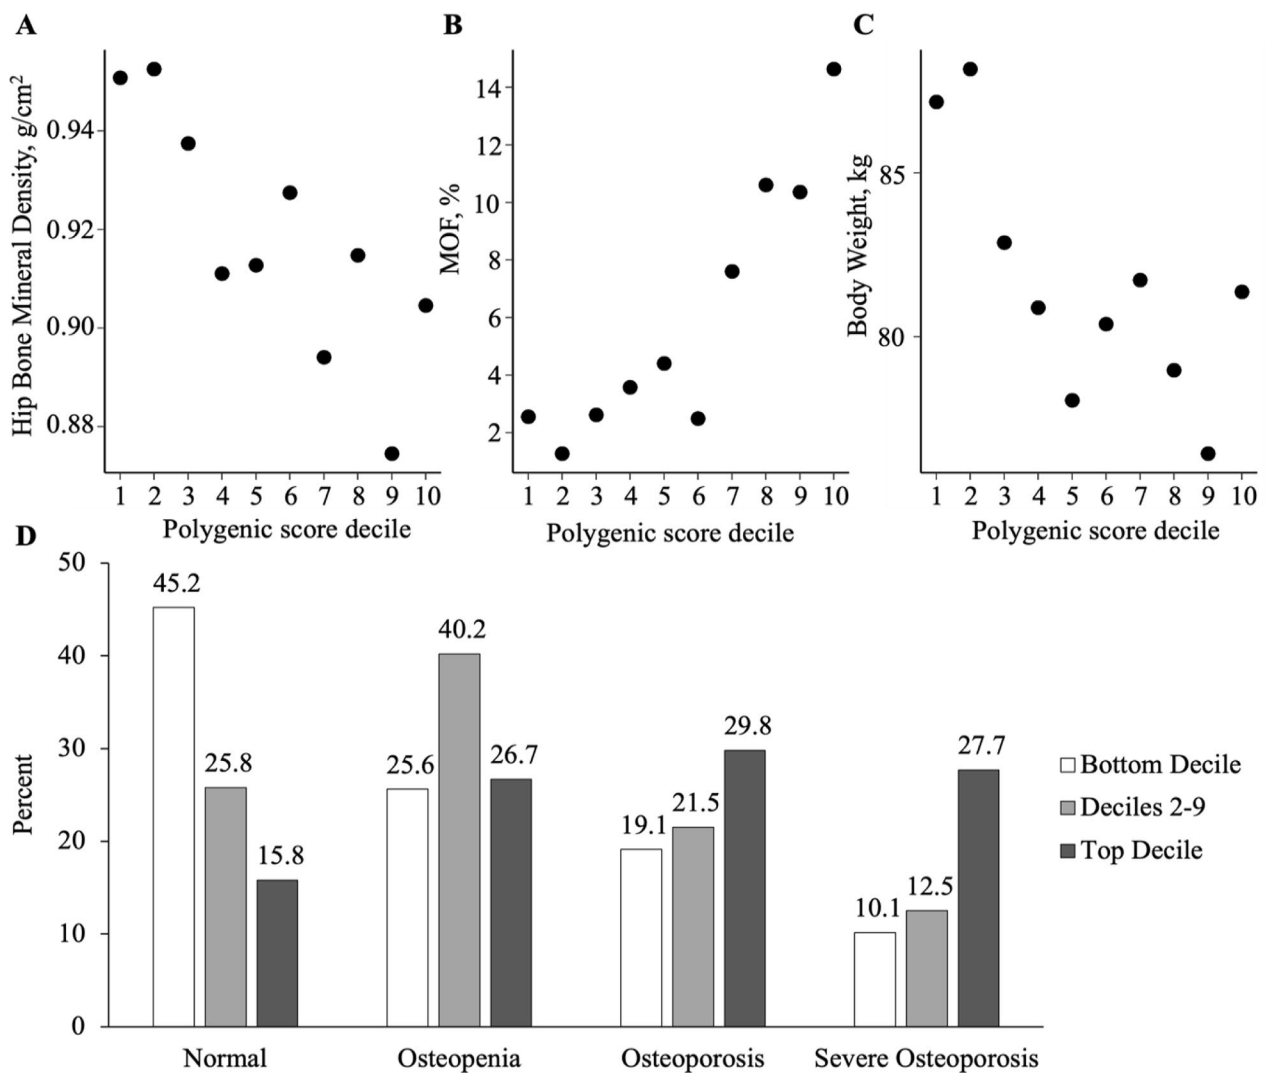 A
Hip Bone Mineral Density, g/cm²
0.94
0.92
0.90
0.88
1 2 3 4 5 6 7 8 9 10
Polygenic score decile
B
MOF, %
14
12
10
8
6
4
2
1 2 3 4 5 6 7 8 9 10
Polygenic score decile
C
Body Weight, kg
85
80
1 2 3 4 5 6 7 8 9 10
Polygenic score decile
D
Percent
50
40
30
20
10
0
45.2
25.8
15.8
25.6
40.2
26.7
19.1
21.5
29.8
10.1
12.5
27.7
Normal
Osteopenia
Osteoporosis
Severe Osteoporosis
Bottom Decile
Deciles 2-9
Top Decile